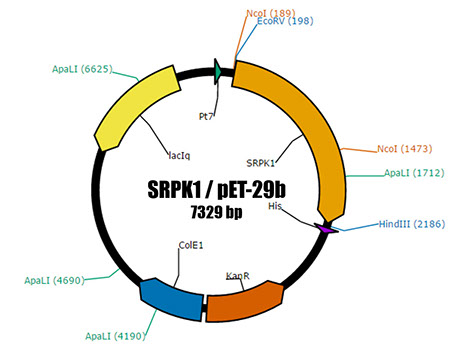 NcoI (189)
EcoRV (198)
ApaLI (6625)
Pt7
lacIq
SRPK1
NcoI (1473)
ApaLI (1712)
SRPK1 / pET-29b
7329 bp
His
HindIII (2186)
ColE1
KanR
ApaLI (4690)
ApaLI (4190)